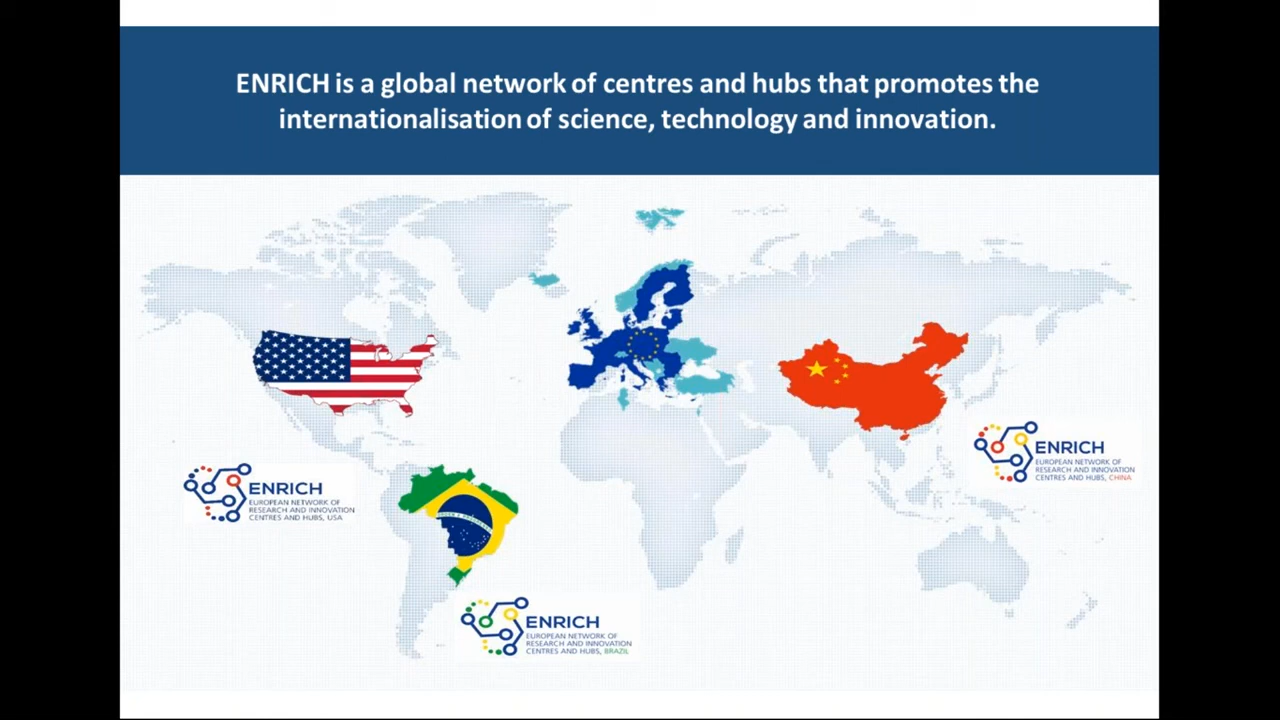 ENRICH is a global network of centres and hubs that promotes the
internationalisation of science, technology and innovation.
ENRICH
EUROPEAN NETWORK OF
RESEARCH AND INNOVATION
CENTRES AND HUBS, CHINA
ENRICH
EUROPEAN NETWORK OF
RESEARCH AND INNOVATION
CENTRES AND HUBS, USA
ENRICH
EUROPEAN NETWORK OF
RESEARCH AND INNOVATION
CENTRES AND HUBS, BRAZIL